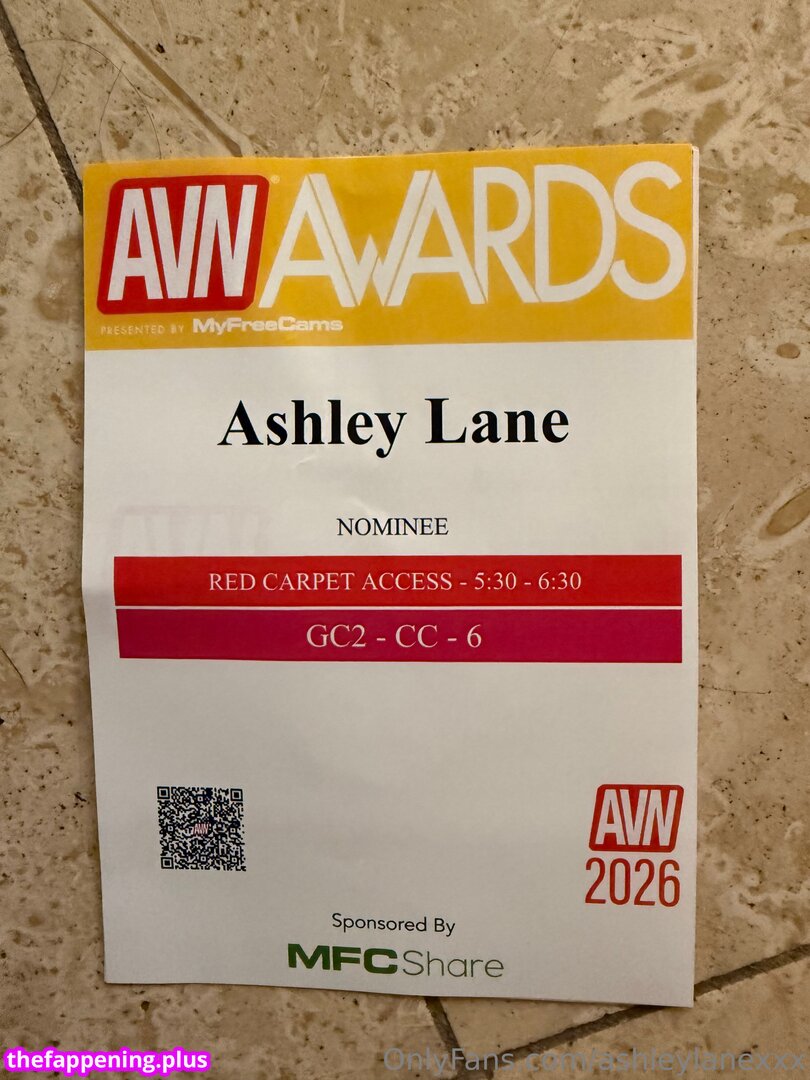 AVN® AWARDS
PRESENTED BY MyFreeCams
Ashley Lane
NOMINEE
RED CARPET ACCESS - 5:30 - 6:30
GC2 - CC - 6
AVN
AVN
2026
Sponsored By
MFCShare
thefappening.plus
OnlyFans.com/ashleylanexxx